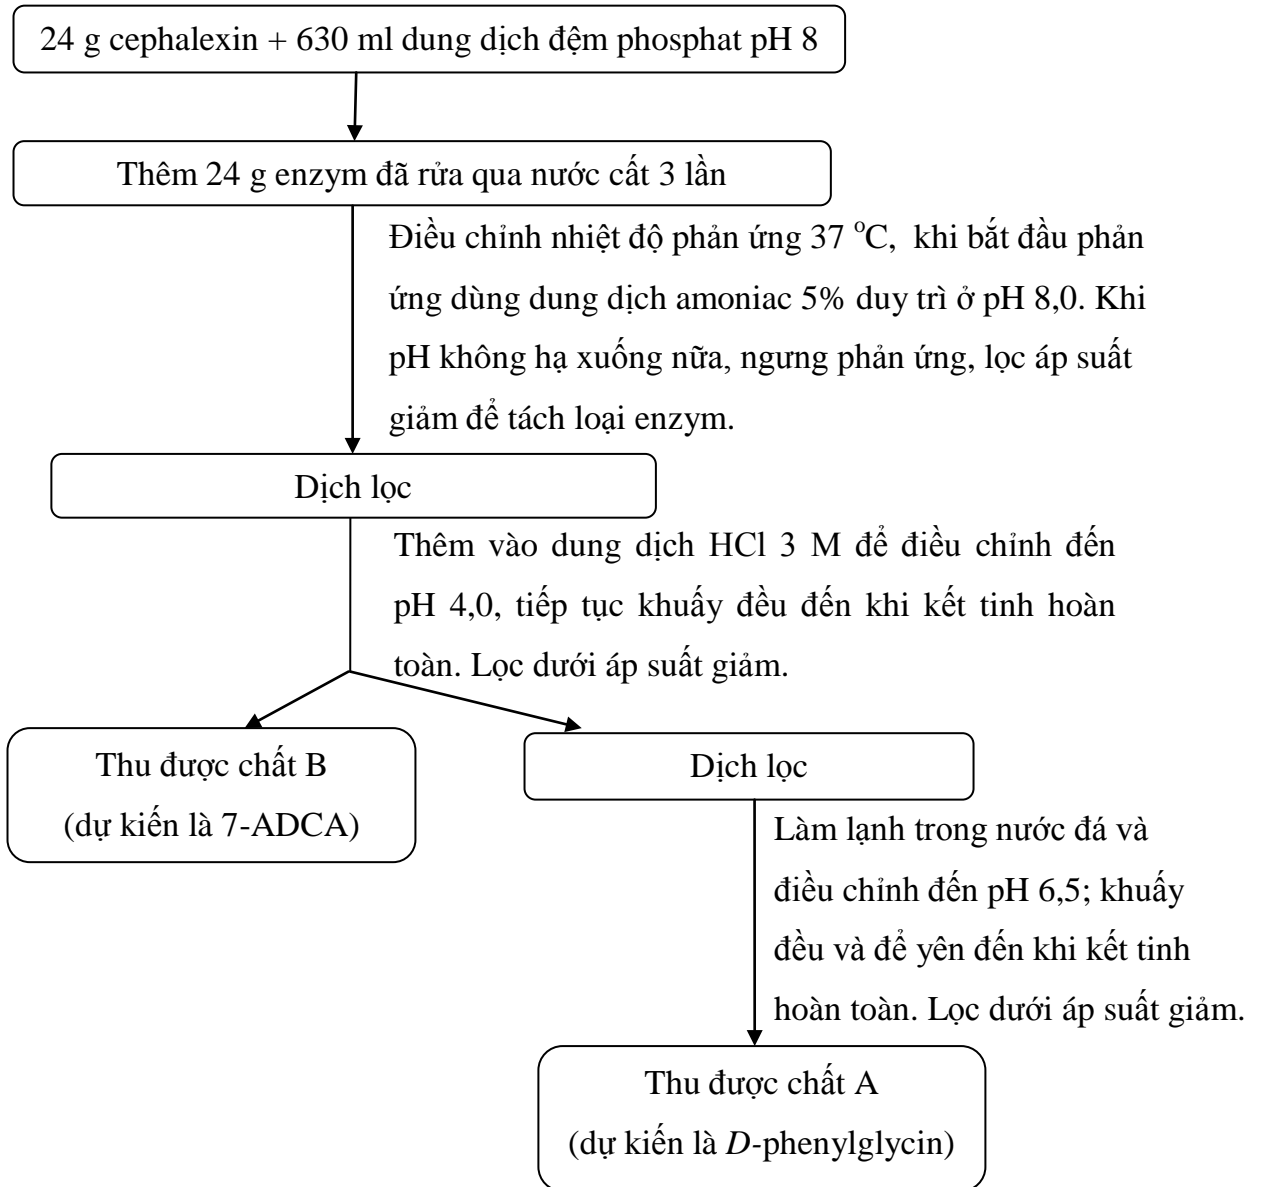 24 g cephalexin + 630 ml dung dịch đệm phosphat pH 8
Thêm 24 g enzym đã rửa qua nước cất 3 lần
Điều chỉnh nhiệt độ phản ứng 37 °C, khi bắt đầu phản
ứng dùng dung dịch amoniac 5% duy trì ở pH 8,0. Khi
pH không hạ xuống nữa, ngưng phản ứng, lọc áp suất
giảm để tách loại enzym.
Dịch lọc
Thêm vào dung dịch HCl 3 M để điều chỉnh đến
pH 4,0, tiếp tục khuấy đều đến khi kết tinh hoàn
toàn. Lọc dưới áp suất giảm.
Thu được chất B
(dự kiến là 7-ADCA)
Dịch lọc
Làm lạnh trong nước đá và
điều chỉnh đến pH 6,5; khuấy
đều và để yên đến khi kết tinh
hoàn toàn. Lọc dưới áp suất giảm.
Thu được chất A
(dự kiến là D-phenylglycin)